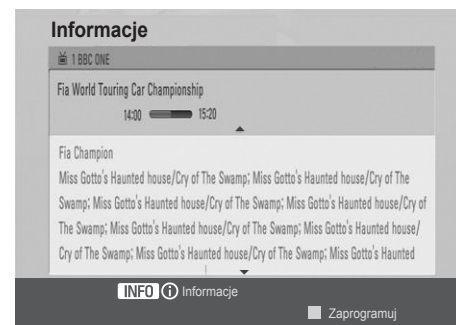 Informacje
1 BBC ONE
Fia World Touring Car Championship
14:00 15:20
Fia Champion
Miss Gotto's Haunted house/Cry of The Swamp; Miss Gotto's Haunted house/Cry of The
Swamp; Miss Gotto's Haunted house/Cry of The Swamp; Miss Gotto's Haunted house/Cry of
The Swamp; Miss Gotto's Haunted house/Cry of The Swamp; Miss Gotto's Haunted house/
Cry of The Swamp; Miss Gotto's Haunted house/Cry of The Swamp; Miss Gotto's Haunted
INFO i Informacje
Zaprogramuj